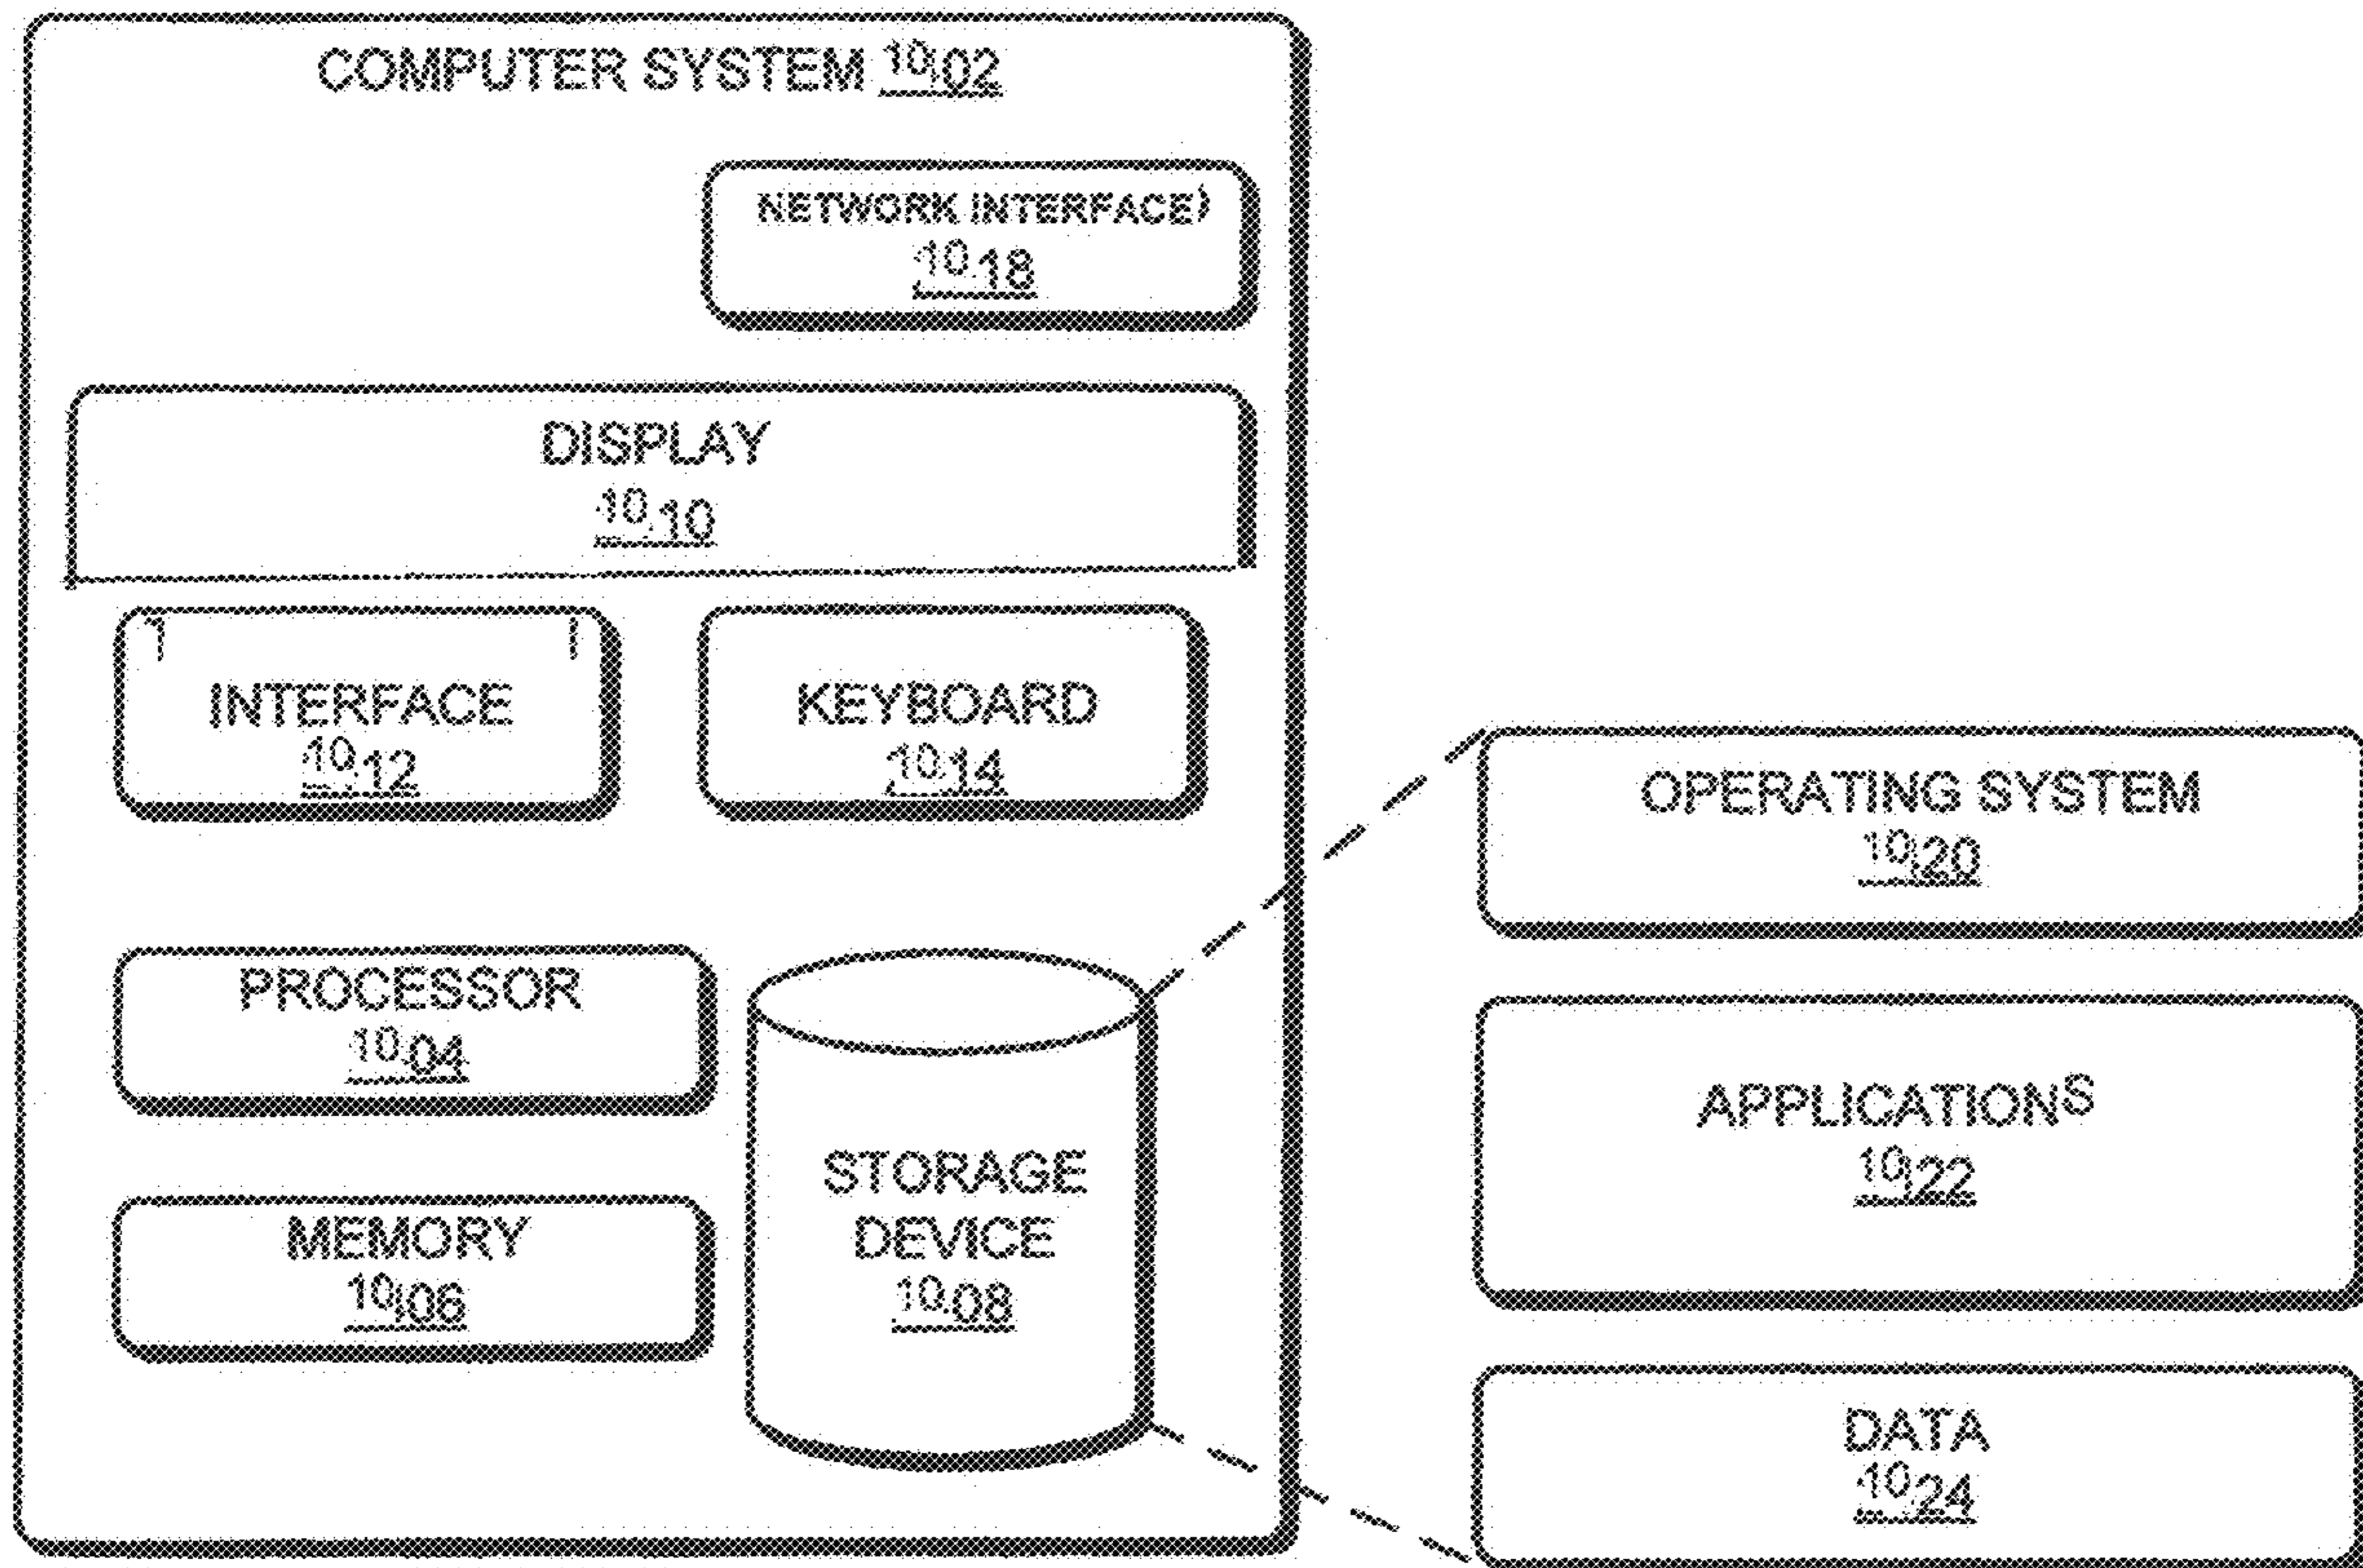 COMPUTER SYSTEM 1002
NETWORK INTERFACE)
1018
DISPLAY
1010
INTERFACE
1012
KEYBOARD
1014
PROCESSOR
1004
MEMORY
1006
STORAGE
DEVICE
1008
OPERATING SYSTEM
1020
APPLICATIONS
1022
DATA
1024